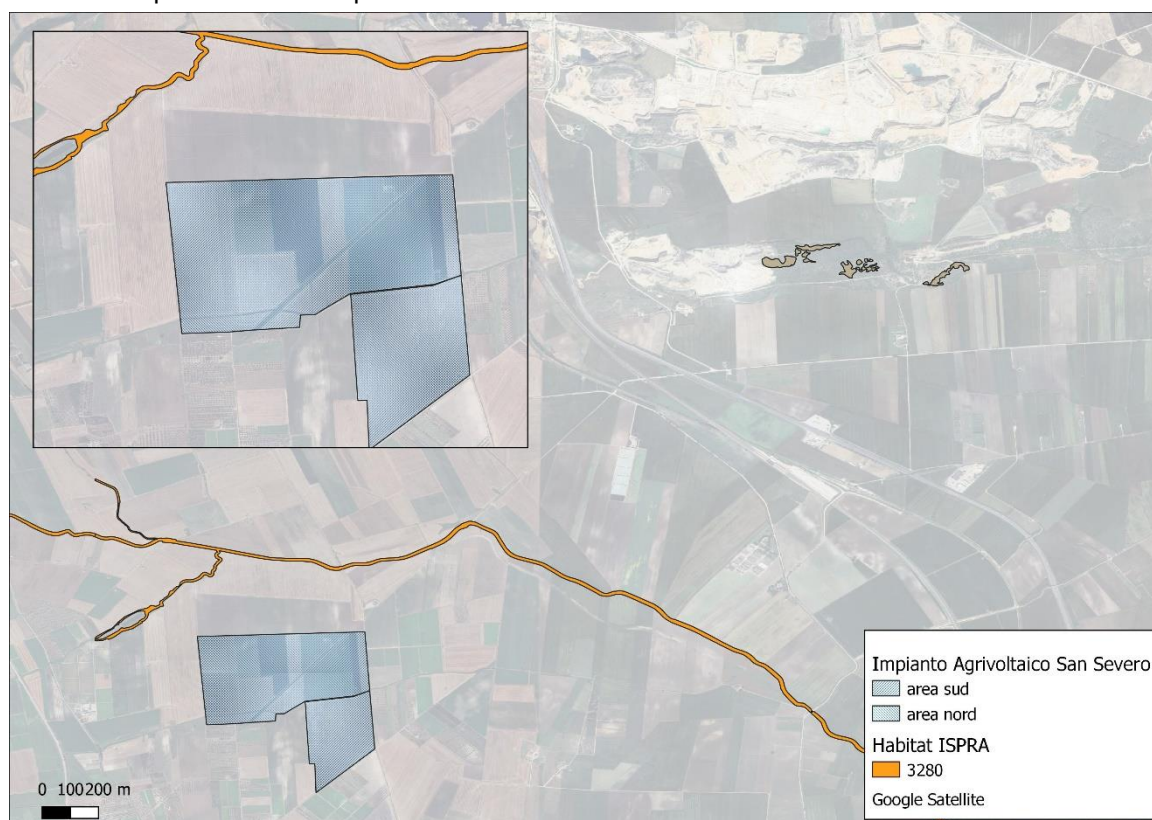 Impianto Agrivoltaico San Severo
area sud
area nord
Habitat ISPRA
3280
Google Satellite
0 100200 m